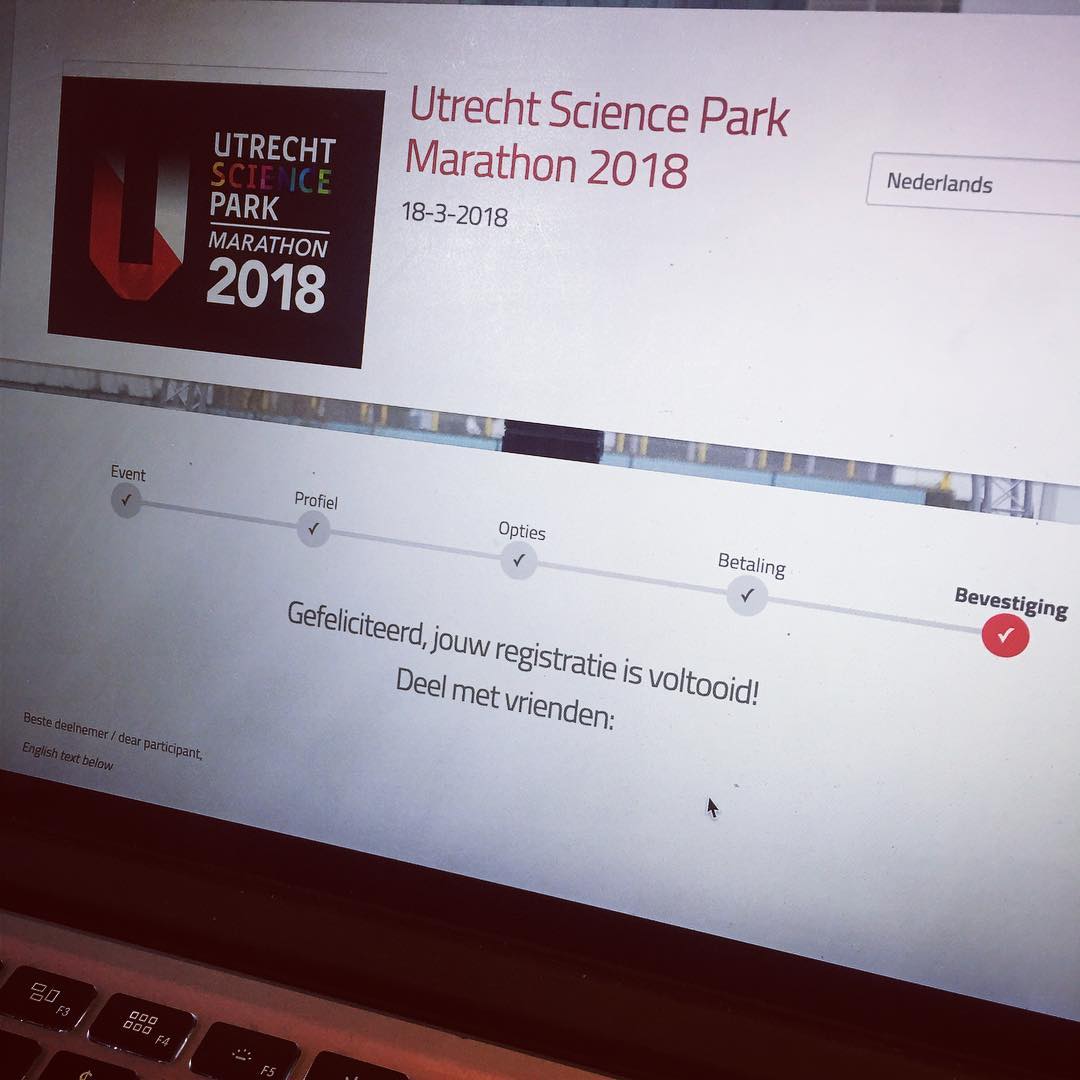 UTRECHT
SCIENCE
PARK
MARATHON
2018
Utrecht Science Park
Marathon 2018
18-3-2018
Nederlands
Event
Profiel
Opties
Betaling
Bevestiging
Gefeliciteerd, jouw registratie is voltooid!
Deel met vrienden:
Beste deelnemer / dear participant,
English text below
F3
F4
F5